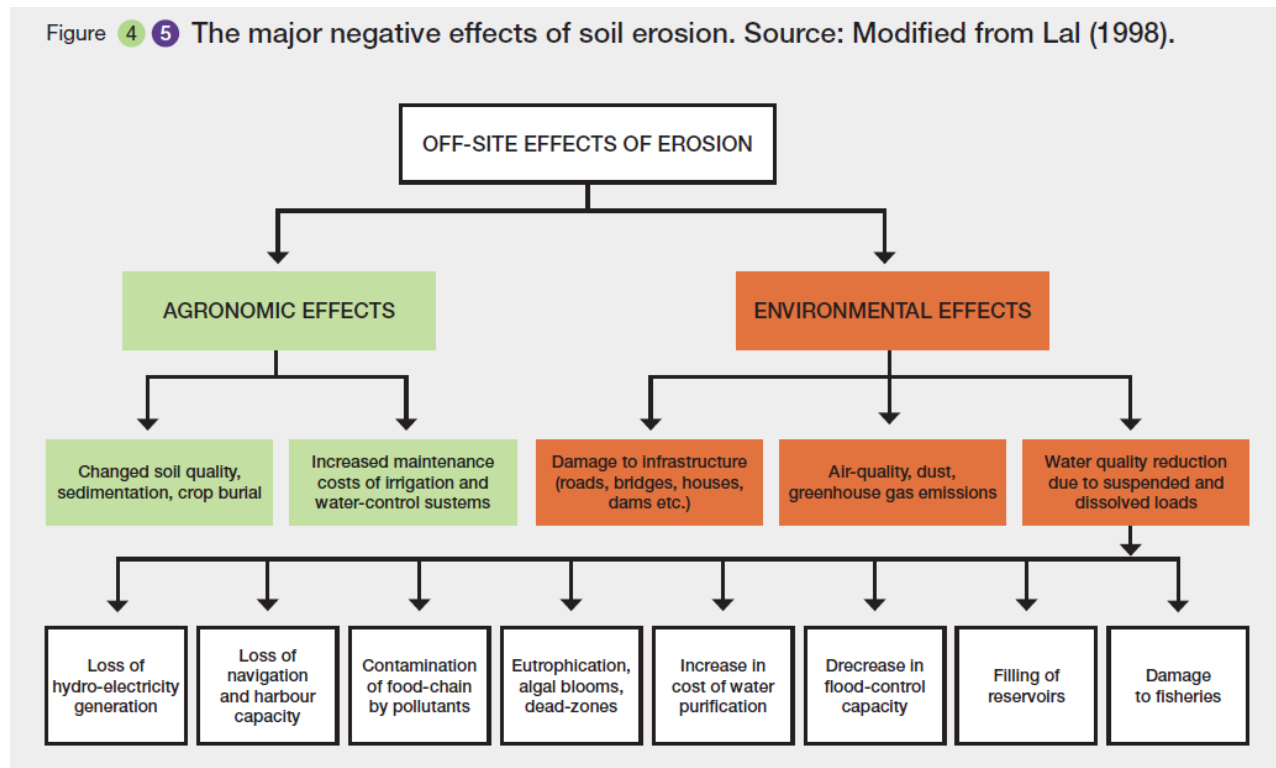 Figure 4 5 The major negative effects of soil erosion. Source: Modified from Lal (1998).
OFF-SITE EFFECTS OF EROSION
AGRONOMIC EFFECTS
ENVIRONMENTAL EFFECTS
Changed soil quality,
sedimentation, crop burial
Increased maintenance
costs of irrigation and
water-control sustems
Damage to infrastructure
(roads, bridges, houses,
dams etc.)
Air-quality, dust,
greenhouse gas emissions
Water quality reduction
due to suspended and
dissolved loads
Loss of
hydro-electricity
generation
Loss of
navigation
and harbour
capacity
Contamination
of food-chain
by pollutants
Eutrophication,
algal blooms,
dead-zones
Increase in
cost of water
purification
Drecrease in
flood-control
capacity
Filling of
reservoirs
Damage
to fisheries